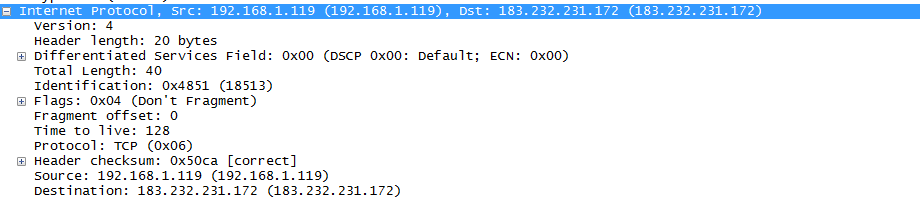 Internet Protocol, Src: 192.168.1.119 (192.168.1.119), Dst: 183.232.231.172 (183.232.231.172)
Version: 4
Header length: 20 bytes
Differentiated Services Field: 0x00 (DSCP 0x00: Default; ECN: 0x00)
Total Length: 40
Identification: 0x4851 (18513)
Flags: 0x04 (Don't Fragment)
Fragment offset: 0
Time to live: 128
Protocol: TCP (0x06)
Header checksum: 0x50ca [correct]
Source: 192.168.1.119 (192.168.1.119)
Destination: 183.232.231.172 (183.232.231.172)